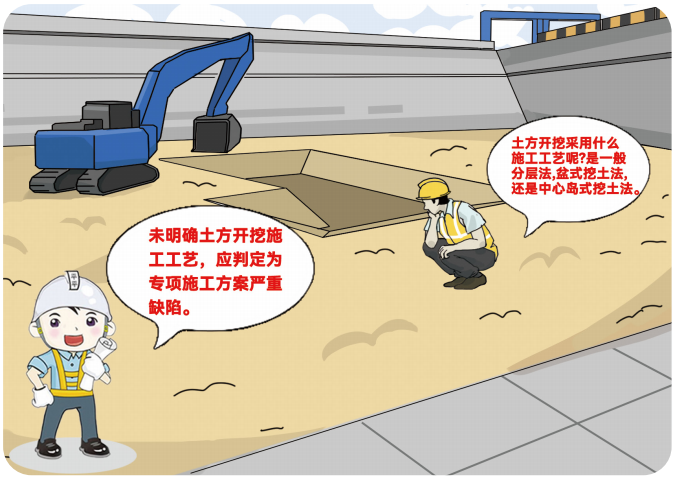 土方开挖采用什么
施工工艺呢?是一般
分层法,盆式挖土法,
还是中心岛式挖土法。
未明确土方开挖施
工工艺，应判定为
专项施工方案严重
缺陷。